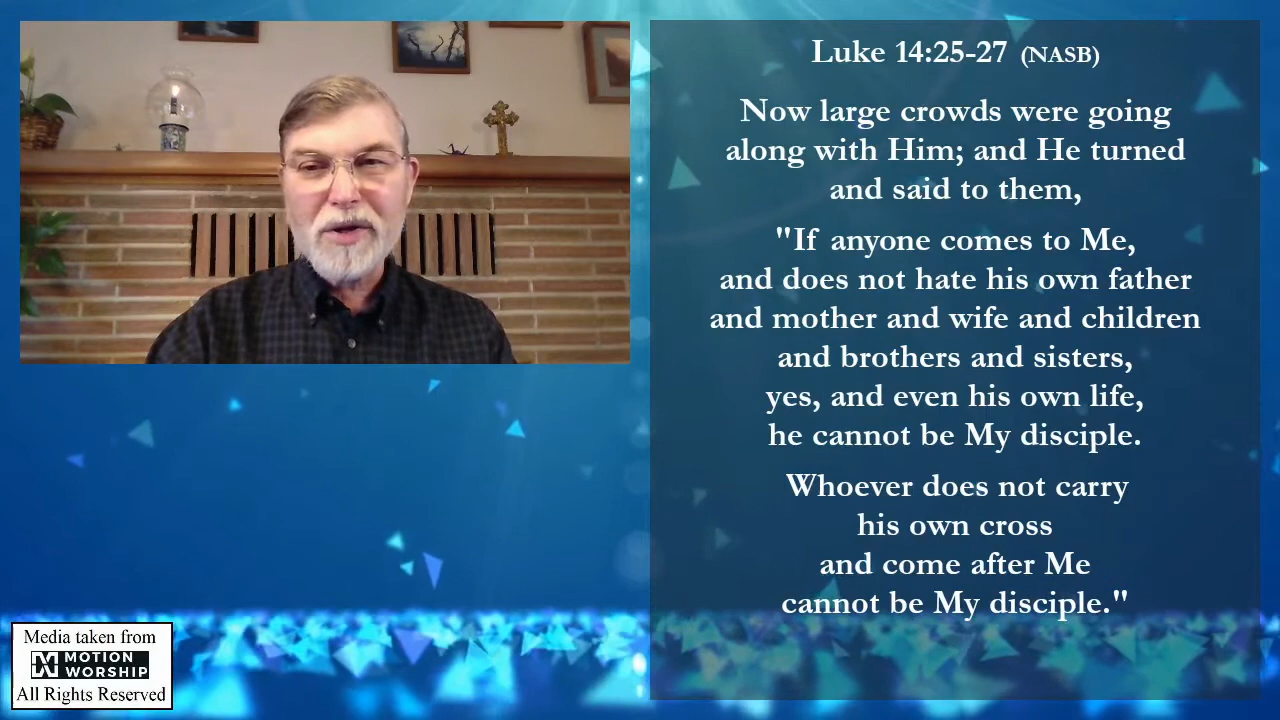 Luke 14:25-27 (NASB)
Now large crowds were going
along with Him; and He turned
and said to them,
"If anyone comes to Me,
and does not hate his own father
and mother and wife and children
and brothers and sisters,
yes, and even his own life,
he cannot be My disciple.
Whoever does not carry
his own cross
and come after Me
cannot be My disciple."
Media taken from
MOTION
WORSHIP
All Rights Reserved